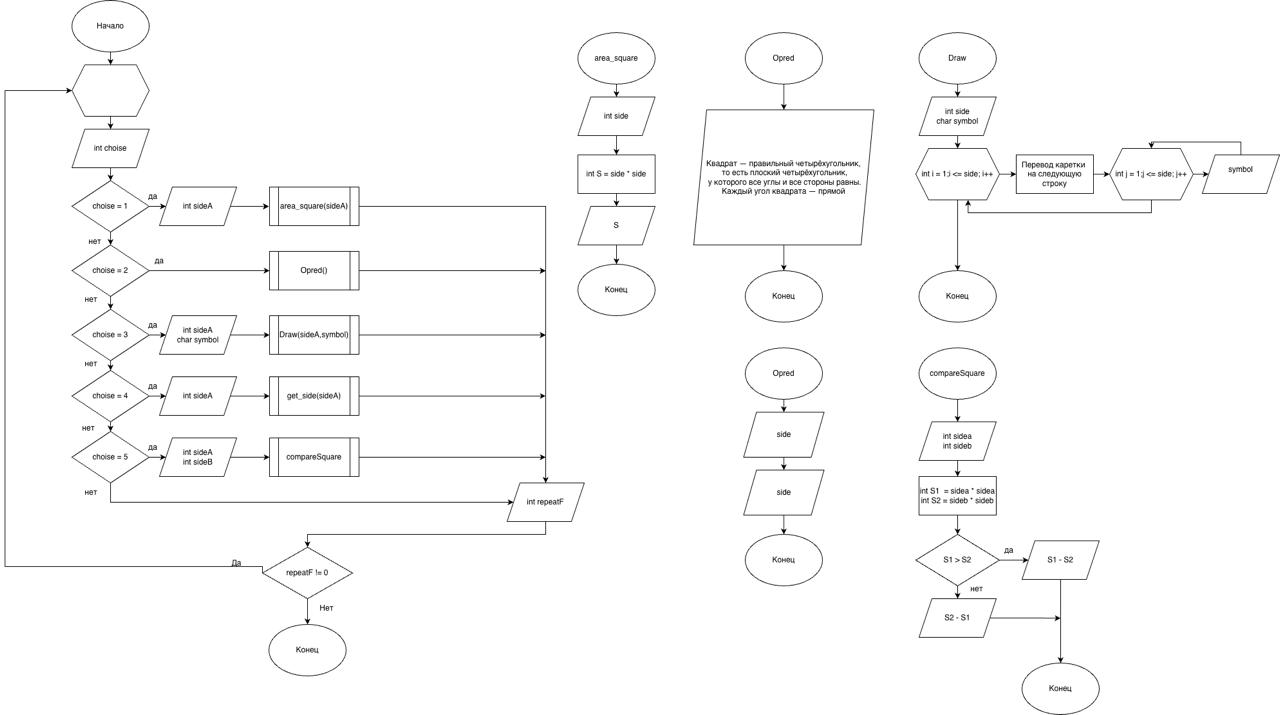 Начало
int choise
choise = 1
да
int sideA
area_square(sideA)
нет
choise = 2
да
Opred()
нет
choise = 3
да
int sideA
char symbol
Draw(sideA,symbol)
нет
choise = 4
да
int sideA
get_side(sideA)
нет
choise = 5
да
int sideA
int sideB
compareSquare
нет
int repeatF
Да
repeatF != 0
Нет
Конец
area_square
int side
int S = side * side
S
Конец
Opred
Квадрат — правильный четырёхугольник,
то есть плоский четырёхугольник,
у которого все углы и все стороны равны.
Каждый угол квадрата — прямой
Конец
Draw
int side
char symbol
int i = 1;i <= side; i++
Перевод каретки
на следующую
строку
int j = 1;j <= side; j++
symbol
Конец
Opred
side
side
Конец
compareSquare
int sidea
int sideb
int S1 = sidea * sidea
int S2 = sideb * sideb
S1 > S2
да
S1 - S2
нет
S2 - S1
Конец